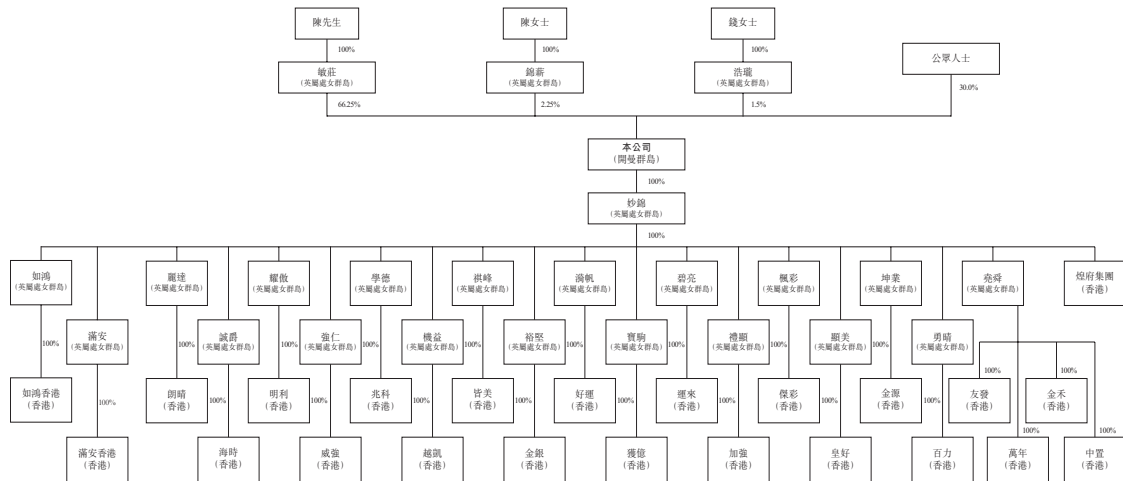 陳先生
陳女士
錢女士
公眾人士
100%
100%
100%
敏莊
(英屬處女群島)
錦薪
(英屬處女群島)
浩瓏
(英屬處女群島)
66.25%
2.25%
1.5%
30.0%
本公司
(開曼群島)
100%
妙錦
(英屬處女群島)
100%
如鴻
(英屬處女群島)
麗達
(英屬處女群島)
耀傲
(英屬處女群島)
學德
(英屬處女群島)
祺峰
(英屬處女群島)
漪帆
(英屬處女群島)
碧亮
(英屬處女群島)
楓彩
(英屬處女群島)
坤業
(英屬處女群島)
堯舜
(英屬處女群島)
煌府集團
(香港)
滿安
(英屬處女群島)
誠爵
(英屬處女群島)
強仁
(英屬處女群島)
機益
(英屬處女群島)
裕堅
(英屬處女群島)
寶駒
(英屬處女群島)
禮顯
(英屬處女群島)
顯美
(英屬處女群島)
勇晴
(英屬處女群島)
100%
100%
100%
100%
100%
100%
100%
100%
100%
如鴻香港
(香港)
朗晴
(香港)
明利
(香港)
兆科
(香港)
皆美
(香港)
好運
(香港)
運來
(香港)
傑彩
(香港)
金源
(香港)
友發
(香港)
金禾
(香港)
100%
100%
100%
100%
100%
100%
100%
100%
100%
100%
100%
100%
100%
滿安香港
(香港)
海時
(香港)
威強
(香港)
越凱
(香港)
金銀
(香港)
獲億
(香港)
加強
(香港)
皇好
(香港)
百力
(香港)
萬年
(香港)
中置
(香港)